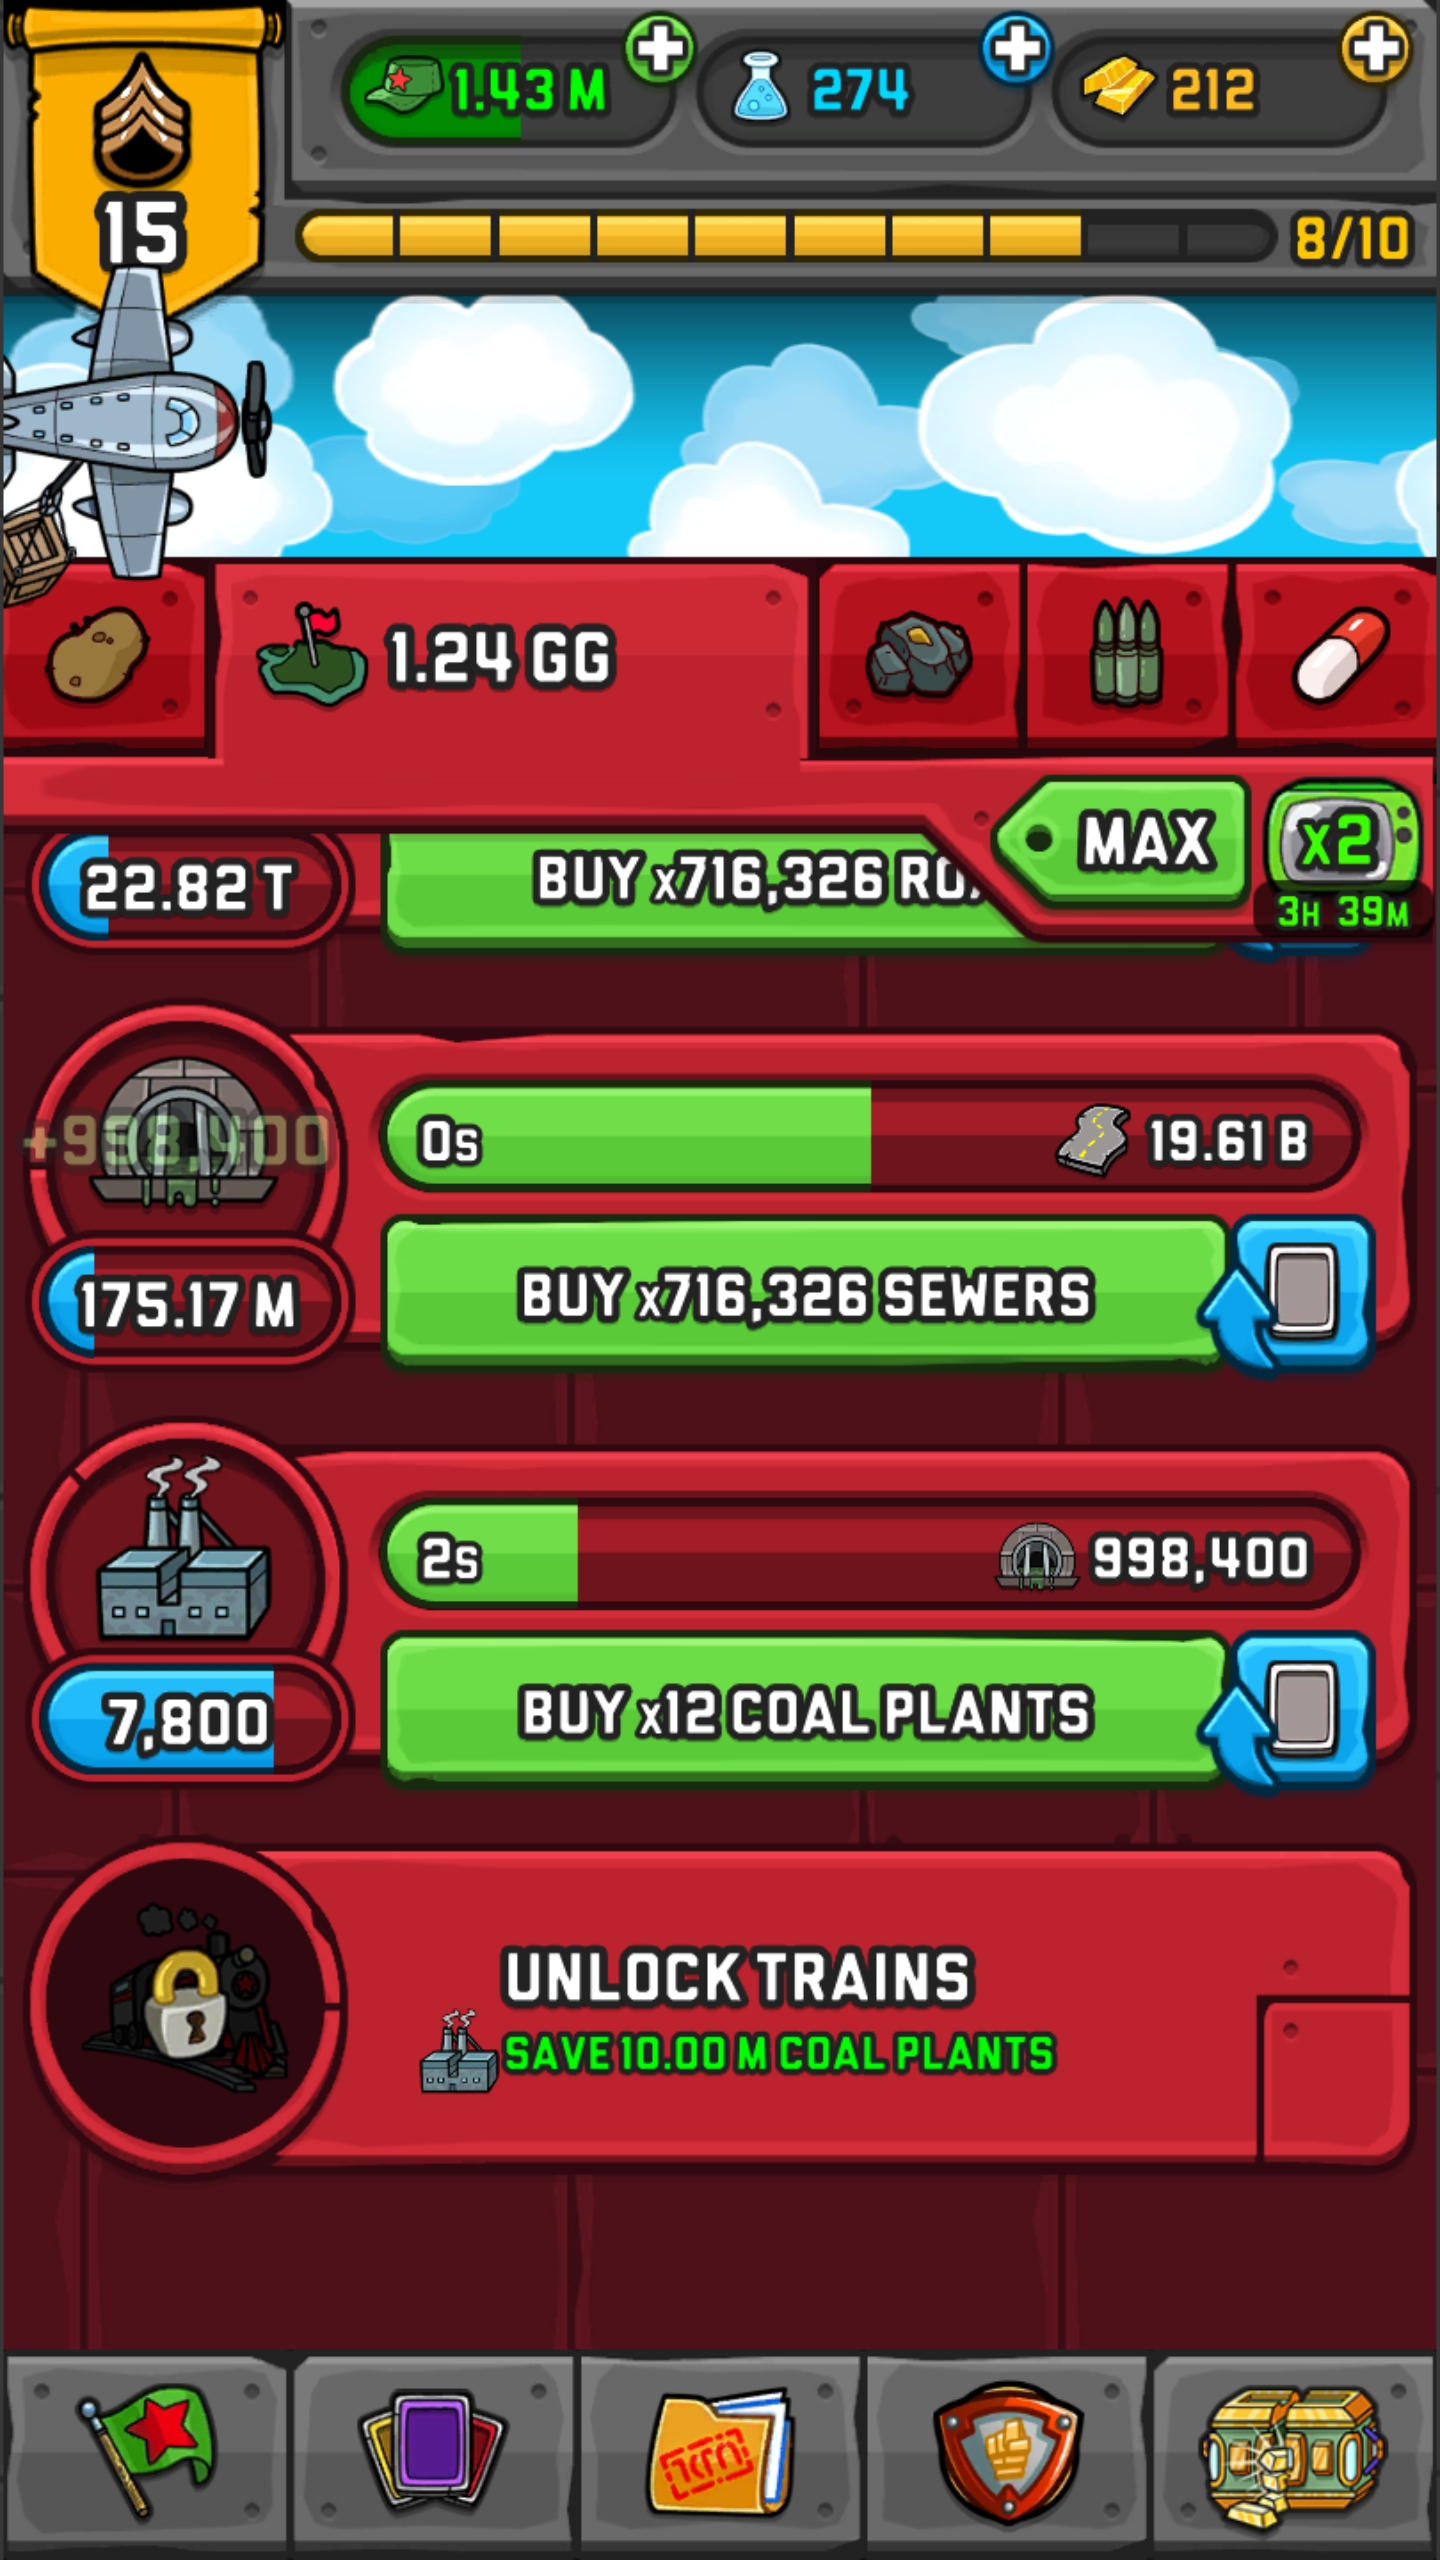 1.43 M
274
212
15
8/10
1.24 GG
MAX
x2
3H 39M
22.82 T
BUY x716,326
+998,400
0s
19.61 B
175.17 M
BUY x716,326 SEWERS
2s
998,400
7,800
BUY x12 COAL PLANTS
UNLOCK TRAINS
SAVE 10.00 M COAL PLANTS